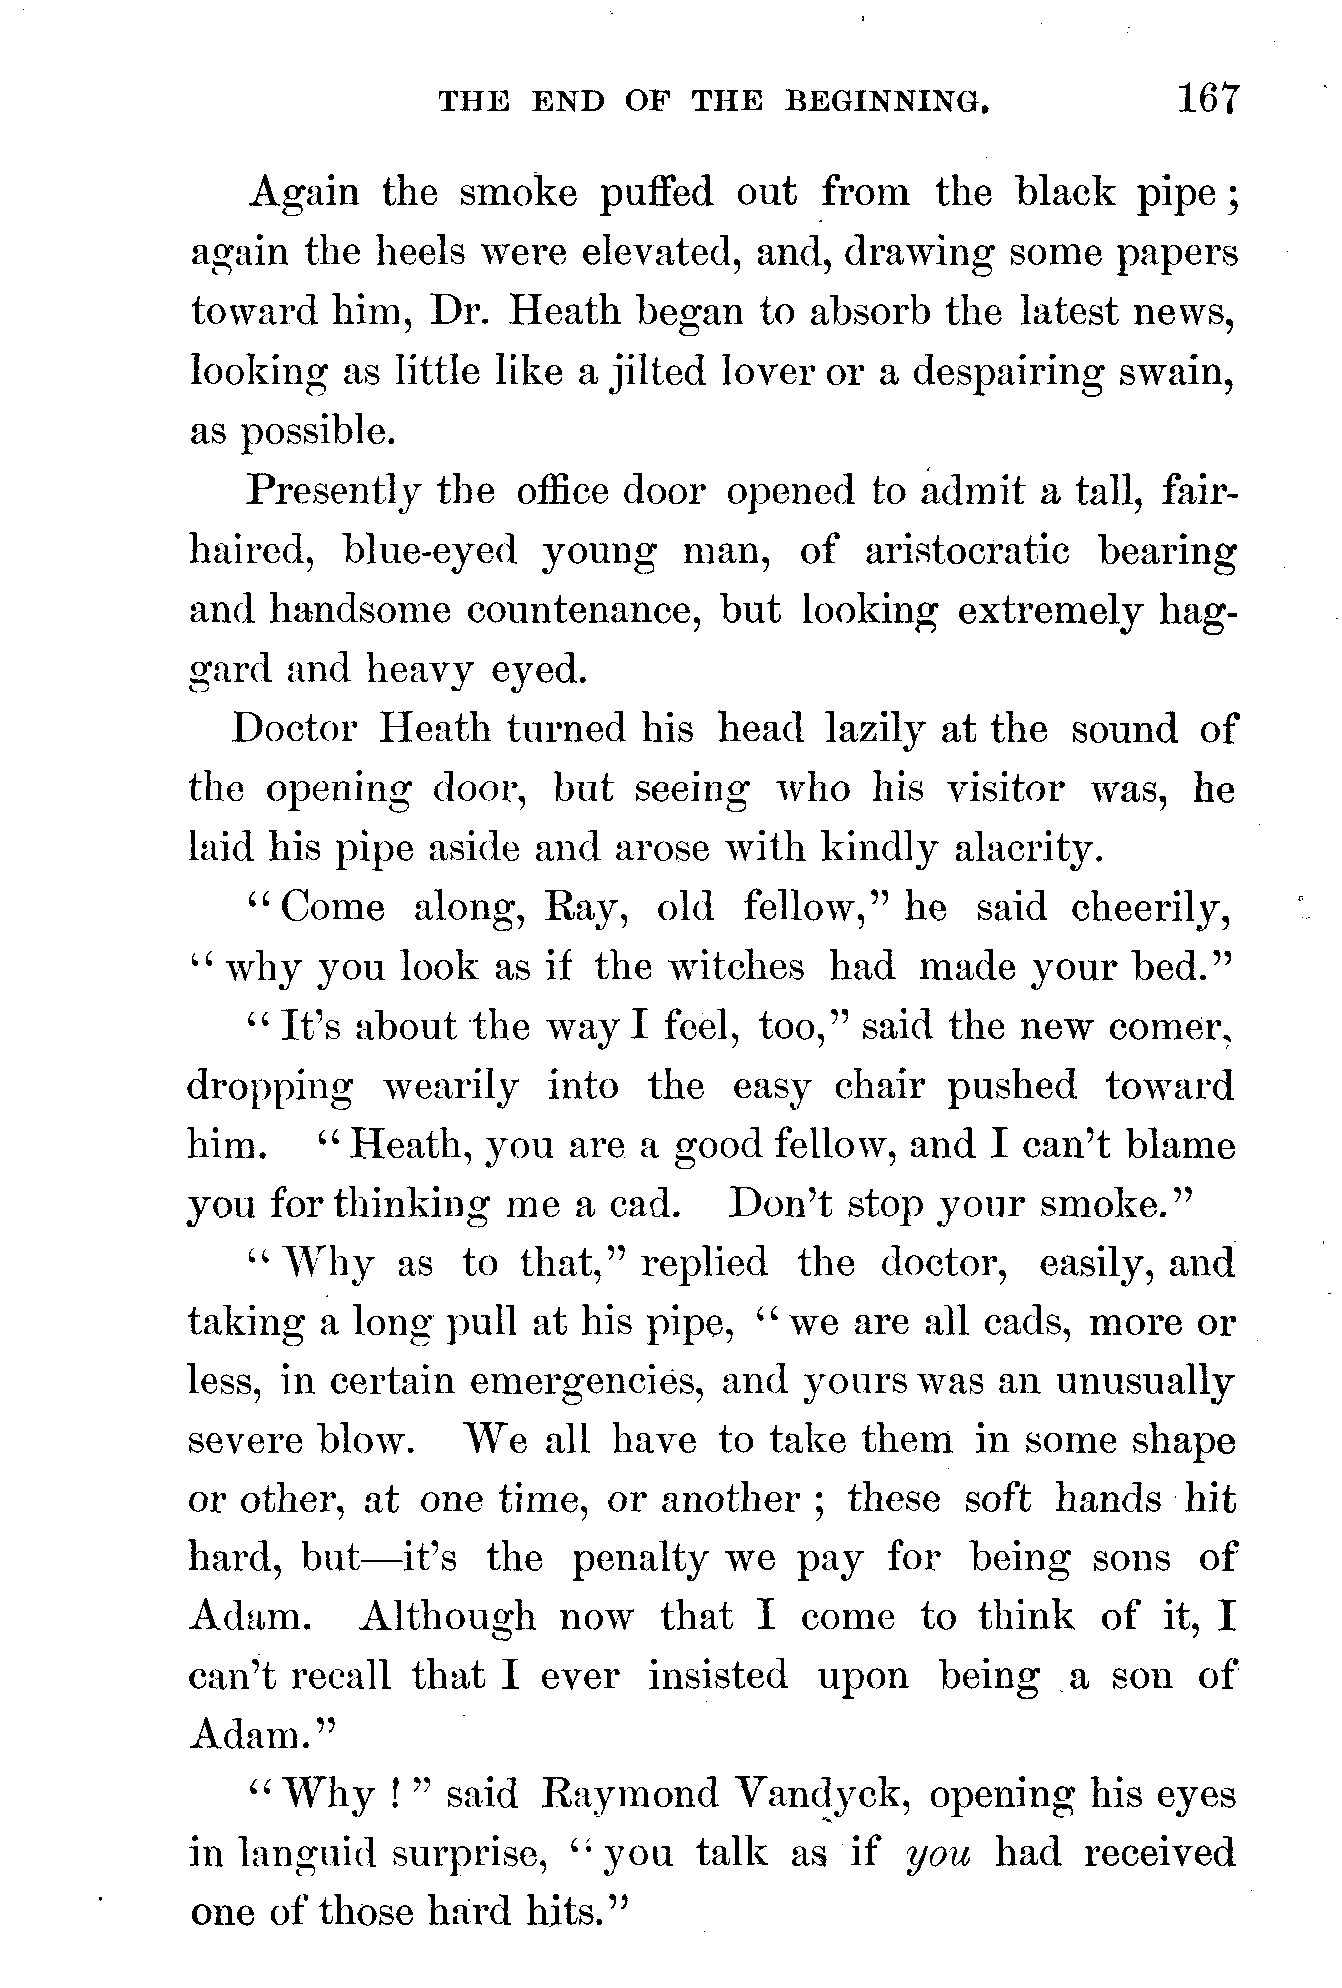 THE END OF THE BEGINNING. 167
Again the smoke puffed out from the black pipe ;
again the heels were elevated, and, drawing some papers
toward him, Dr. Heath began to absorb the latest news,
looking as little like a jilted lover or a despairing swain,
as possible.
Presently the office door opened to admit a tall, fair-
haired, blue-eyed young man, of aristocratic bearing
and handsome countenance, but looking extremely hag-
gard and heavy eyed.
Doctor Heath turned his head lazily at the sound of
the opening door, but seeing who his visitor was, he
laid his pipe aside and arose with kindly alacrity.
“ Come along, Ray, old fellow,” he said cheerily,
“ why you look as if the witches had made your bed.”
“ It’s about the way I feel, too,” said the new comer,
dropping wearily into the easy chair pushed toward
him. “ Heath, you are a good fellow, and I can’t blame
you for thinking me a cad. Don’t stop your smoke.”
“ Why as to that,” replied the doctor, easily, and
taking a long pull at his pipe, “ we are all cads, more or
less, in certain emergencies, and yours was an unusually
severe blow. We all have to take them in some shape
or other, at one time, or another ; these soft hands hit
hard, but—it’s the penalty we pay for being sons of
Adam. Although now that I come to think of it, I
can’t recall that I ever insisted upon being a son of
Adam.”
“ Why ! ” said Raymond Vandyck, opening his eyes
in languid surprise, “ you talk as if you had received
one of those hard hits.”